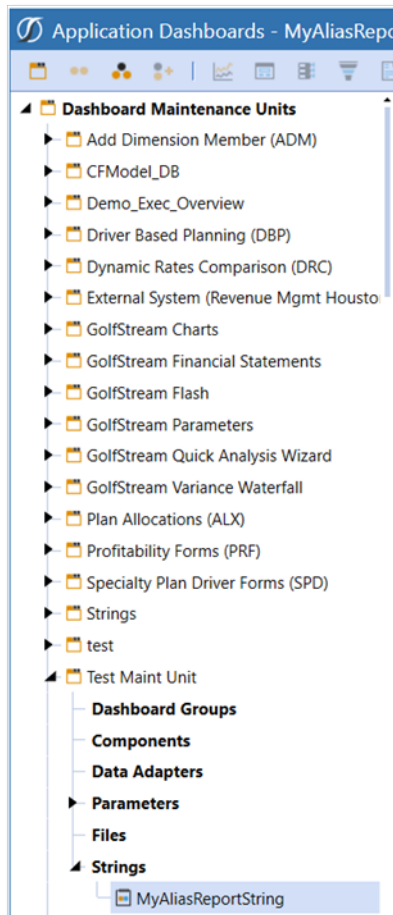 Application Dashboards - MyAliasRepo
Dashboard Maintenance Units
Add Dimension Member (ADM)
CFModel_DB
Demo_Exec_Overview
Driver Based Planning (DBP)
Dynamic Rates Comparison (DRC)
External System (Revenue Mgmt Housto
GolfStream Charts
GolfStream Financial Statements
GolfStream Flash
GolfStream Parameters
GolfStream Quick Analysis Wizard
GolfStream Variance Waterfall
Plan Allocations (ALX)
Profitability Forms (PRF)
Specialty Plan Driver Forms (SPD)
Strings
test
Test Maint Unit
Dashboard Groups
Components
Data Adapters
Parameters
Files
Strings
MyAliasReportString